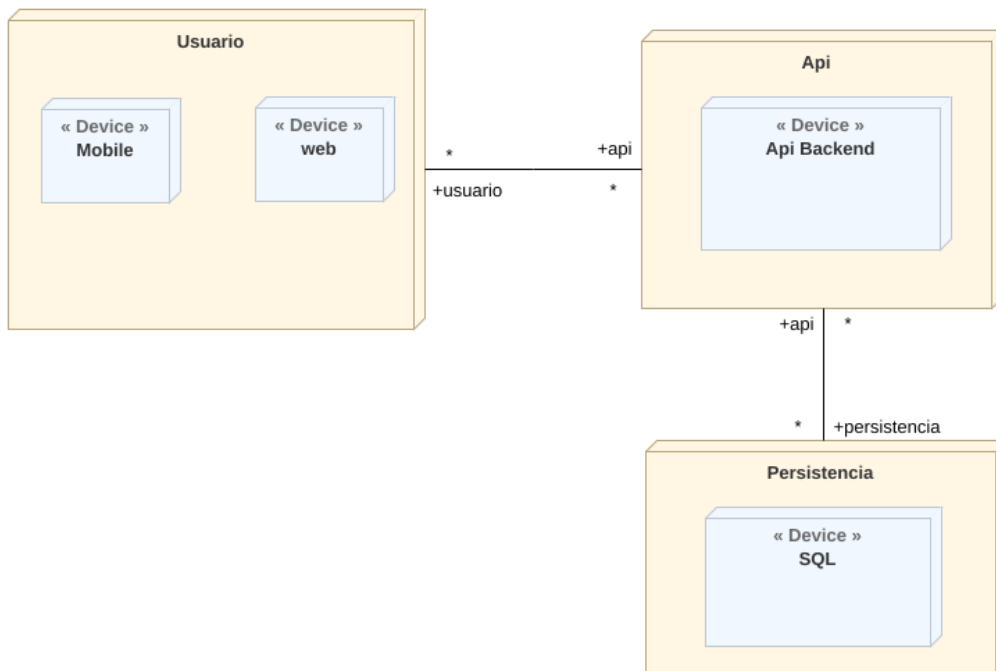 Usuario
« Device »
Mobile
« Device »
web
*
+usuario
+api
*
Api
« Device »
Api Backend
+api
*
*
+persistencia
Persistencia
« Device »
SQL